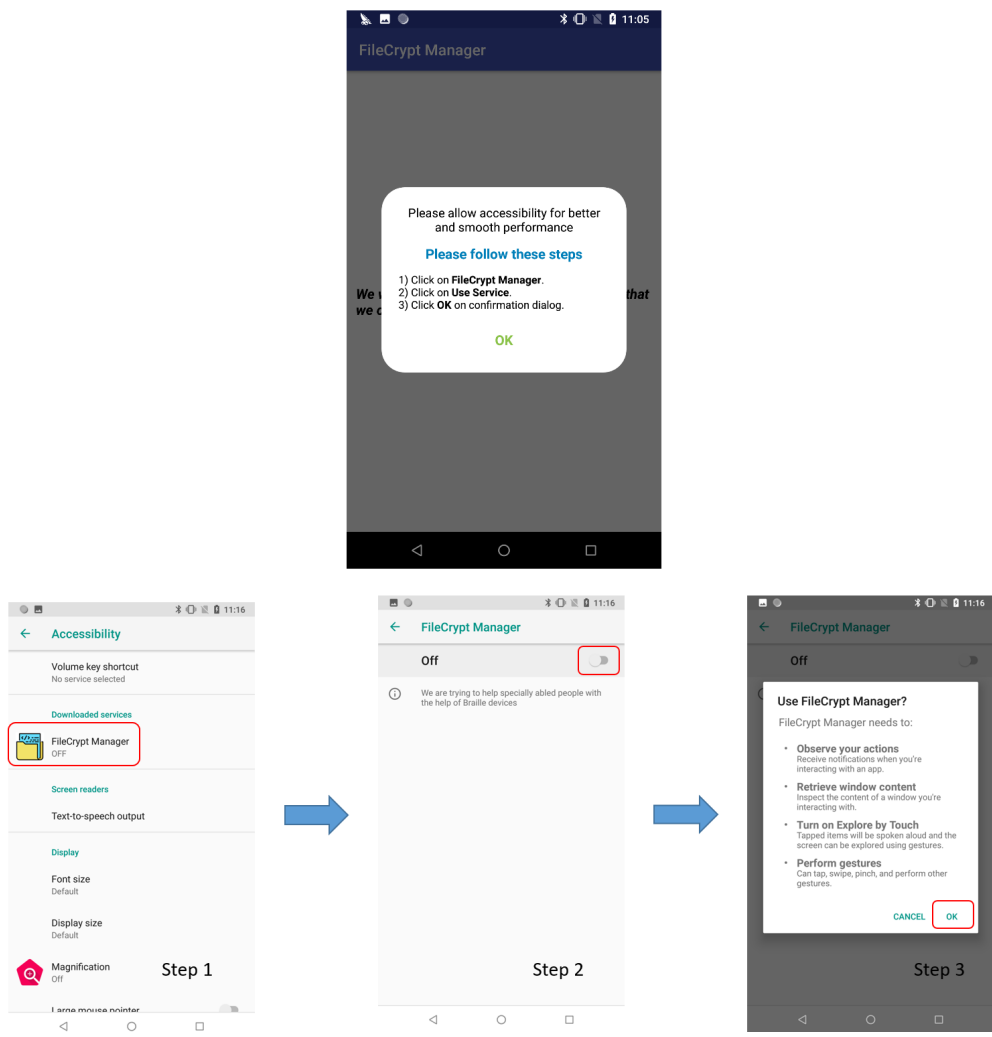 11:05
FileCrypt Manager
Please allow accessibility for better
and smooth performance
Please follow these steps
1) Click on FileCrypt Manager.
2) Click on Use Service.
3) Click OK on confirmation dialog.
We
that
we
OK
11:16
Accessibility
Volume key shortcut
No service selected
Downloaded services
FileCrypt Manager
OFF
Screen readers
Text-to-speech output
Display
Font size
Default
Display size
Default
Magnification
Off
Large mouse pointer
Step 1
11:16
FileCrypt Manager
Off
We are trying to help specially abled people with
the help of Braille devices
Step 2
11:16
FileCrypt Manager
Off
Use FileCrypt Manager?
FileCrypt Manager needs to:
• Observe your actions
Receive notifications when you're
interacting with an app.
• Retrieve window content
Inspect the content of a window you're
interacting with.
• Turn on Explore by Touch
Tapped items will be spoken aloud and the
screen can be explored using gestures.
• Perform gestures
Can tap, swipe, pinch, and perform other
gestures.
CANCEL OK
Step 3